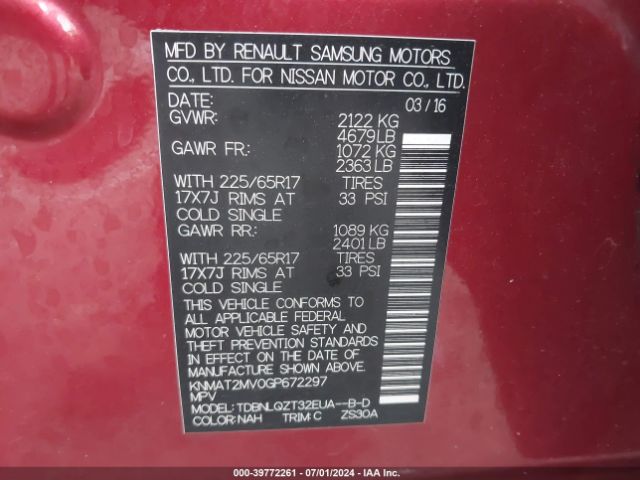 MFD BY RENAULT SAMSUNG MOTORS
CO., LTD. FOR NISSAN MOTOR CO., LTD.
DATE: 03/16
GVWR: 2122 KG
4679 LB
GAWR FR: 1072 KG
2363 LB
WITH 225/65R17 TIRES
17X7J RIMS AT 33 PSI
COLD SINGLE
GAWR RR: 1089 KG
2401 LB
WITH 225/65R17 TIRES
17X7J RIMS AT 33 PSI
COLD SINGLE
THIS VEHICLE CONFORMS TO
ALL APPLICABLE FEDERAL
MOTOR VEHICLE SAFETY AND
THEFT PREVENTION STANDARDS
IN EFFECT ON THE DATE OF
MANUFACTURE SHOWN ABOVE.
KNMAT2MV0GP672297
MPV
MODEL: TDBNLQZT32EUA--B-D
COLOR: NAH TRIM: C ZS30A
000-39772261 - 07/01/2024 - IAA Inc.